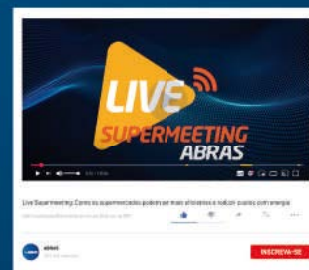 LIVE
SUPERMEETING
ABRAS
Live Supermeeting: Como os supermercados podem ser mais eficientes e reduzir custos com energia
ABRAS
INSCREVA-SE